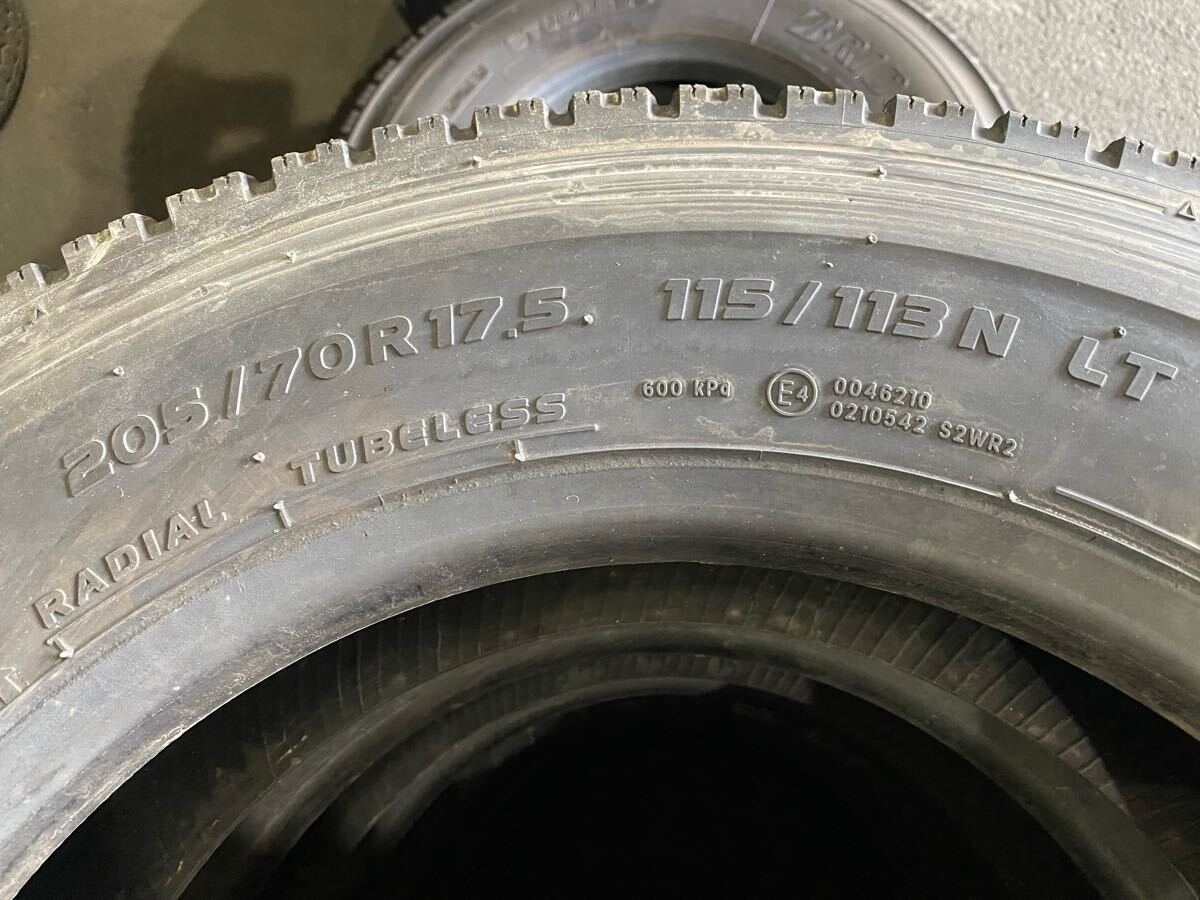 205/70R17.5 115/113N LT
RADIAL TUBELESS
600 kPa E4 0046210
0210542 S2WR2